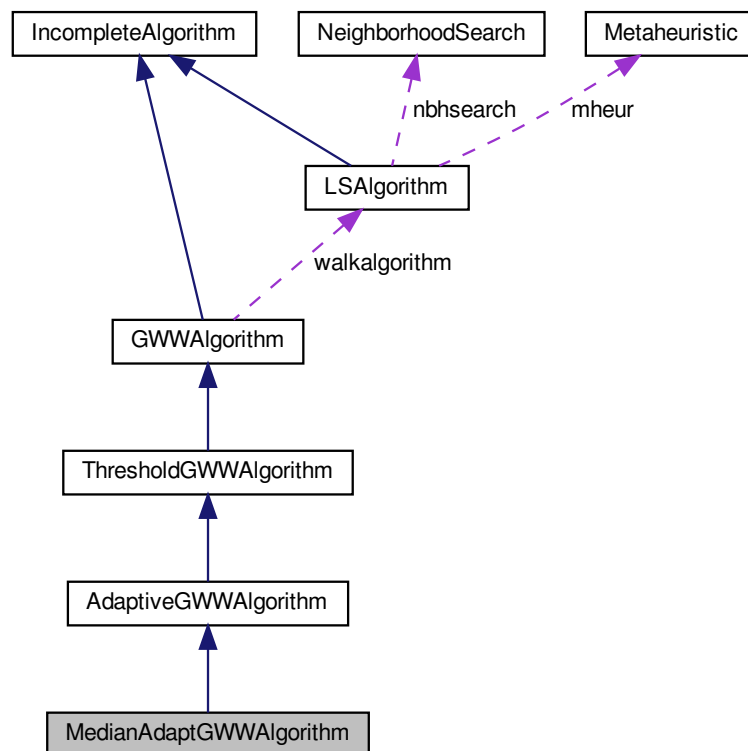 IncompleteAlgorithm
NeighborhoodSearch
Metaheuristic
nbhsearch
mheur
LSAlgorithm
walkalgorithm
GWWAlgorithm
ThresholdGWWAlgorithm
AdaptiveGWWAlgorithm
MedianAdaptGWWAlgorithm